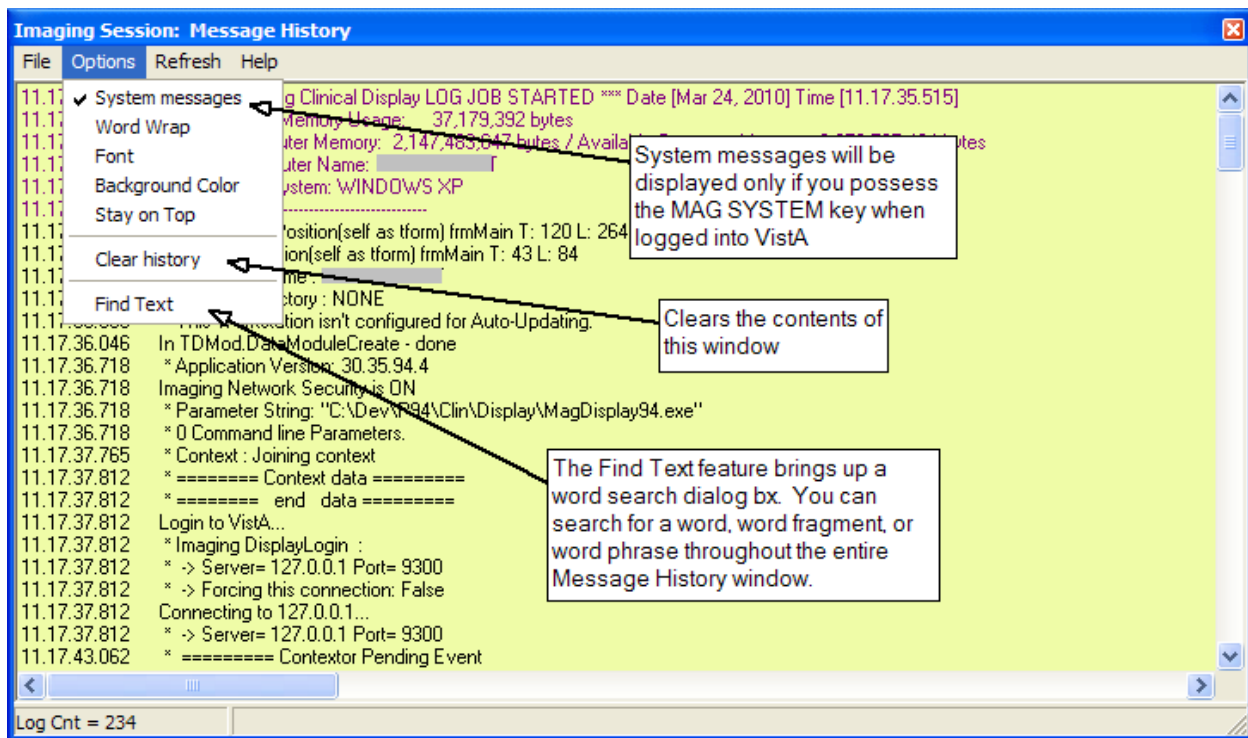 Imaging Session: Message History
File Options Refresh Help
System messages
Word Wrap
Font
Background Color
Stay on Top
Clear history
Find Text
Clinical Display LOG JOB STARTED *** Date [Mar 24, 2010] Time [11.17.35.515]
Memory Usage: 37,179,392 bytes
Memory: 2,147,483,647 bytes /
Name:
WINDOWS XP
(self as tform) frmMain T: 120 L: 264
(self as tform) frmMain T: 43 L: 84
: NONE
isn't configured for Auto-Updating.
11.17.36.046 In TDMod.DataModuleCreate - done
11.17.36.718 * Application Version: 30.35.94.4
11.17.36.718 Imaging Network Security is ON
11.17.36.718 * Parameter String: "C:\Dev\P94\Clin\Display\MagDisplay94.exe"
11.17.36.718 * 0 Command line Parameters.
11.17.37.765 * Context : Joining context
11.17.37.812 * ======== Context data =========
11.17.37.812 * ======== end data =========
11.17.37.812 Login to VistA...
11.17.37.812 * Imaging DisplayLogin :
11.17.37.812 * -> Server= 127.0.0.1 Port= 9300
11.17.37.812 * -> Forcing this connection: False
11.17.37.812 Connecting to 127.0.0.1...
11.17.37.812 * -> Server= 127.0.0.1 Port= 9300
11.17.43.062 * ========= Contextor Pending Event
System messages will be
displayed only if you possess
the MAG SYSTEM key when
logged into VistA
Clears the contents of
this window
The Find Text feature brings up a
word search dialog bx. You can
search for a word, word fragment, or
word phrase throughout the entire
Message History window.
Log Cnt = 234